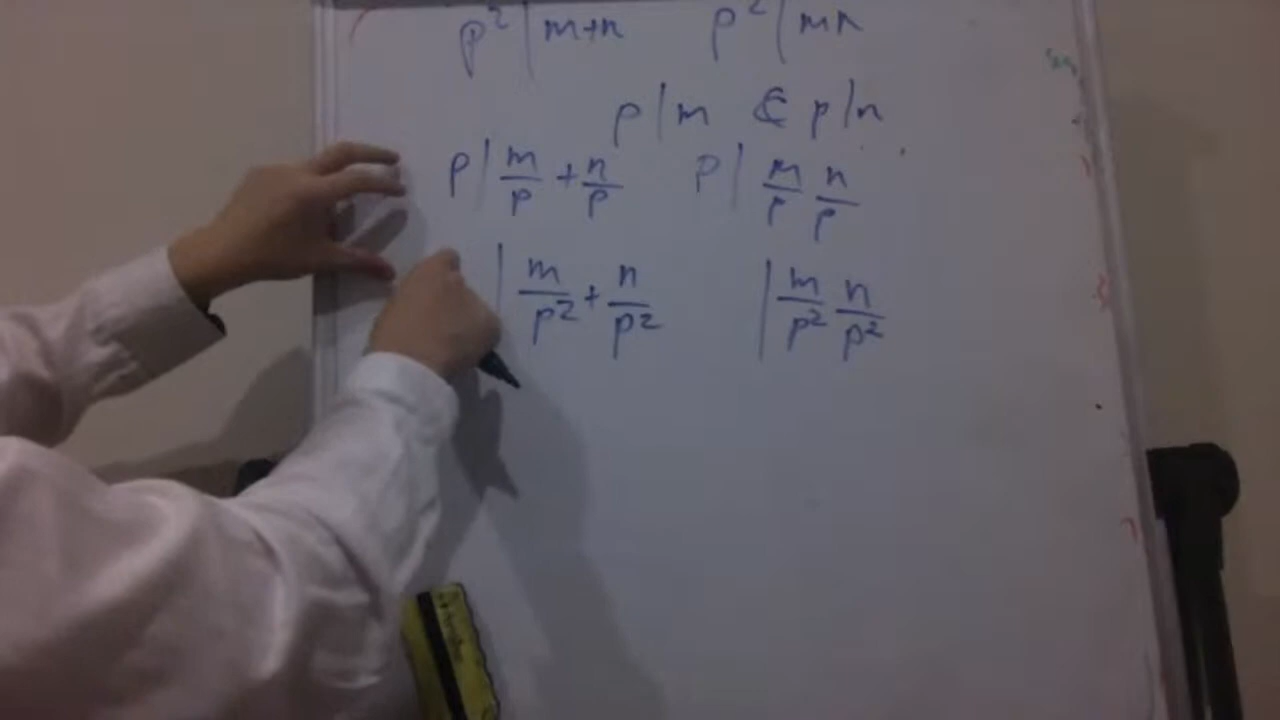 p² | m+n p² | mn
p | m & p | n
p | m/p + n/p p | m/p n/p
| m/p² + n/p² | m/p² n/p²